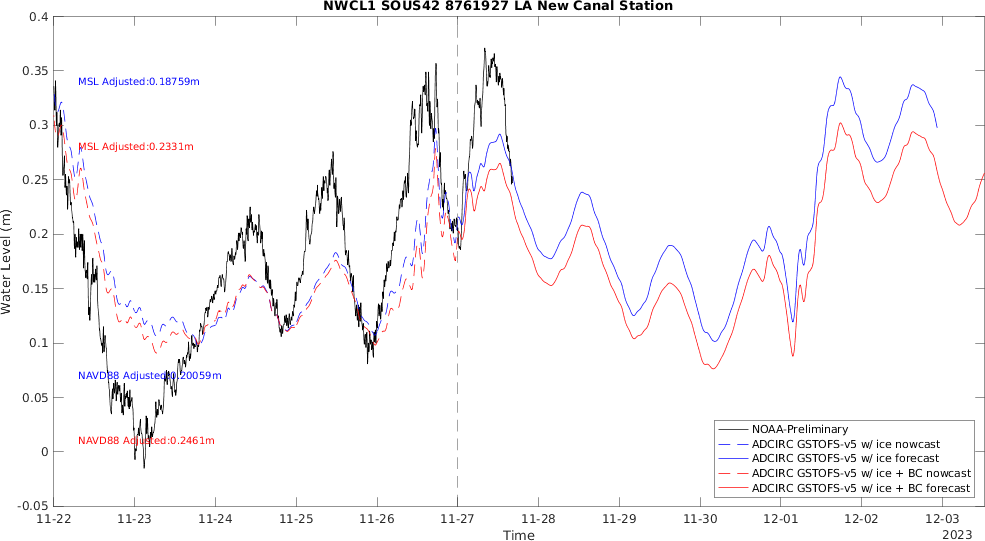 NWCL1 SOUS42 8761927 LA New Canal Station
Water Level (m)
0.4
0.35
0.3
0.25
0.2
0.15
0.1
0.05
0
-0.05
MSL Adjusted:0.18759m
MSL Adjusted:0.2331m
NAVD88 Adjusted:0.20059m
NAVD88 Adjusted:0.2461m
NOAA-Preliminary
ADCIRC GSTOFS-v5 w/ ice nowcast
ADCIRC GSTOFS-v5 w/ ice forecast
ADCIRC GSTOFS-v5 w/ ice + BC nowcast
ADCIRC GSTOFS-v5 w/ ice + BC forecast
11-22 11-23 11-24 11-25 11-26 11-27 11-28 11-29 11-30 12-01 12-02 12-03
Time
2023